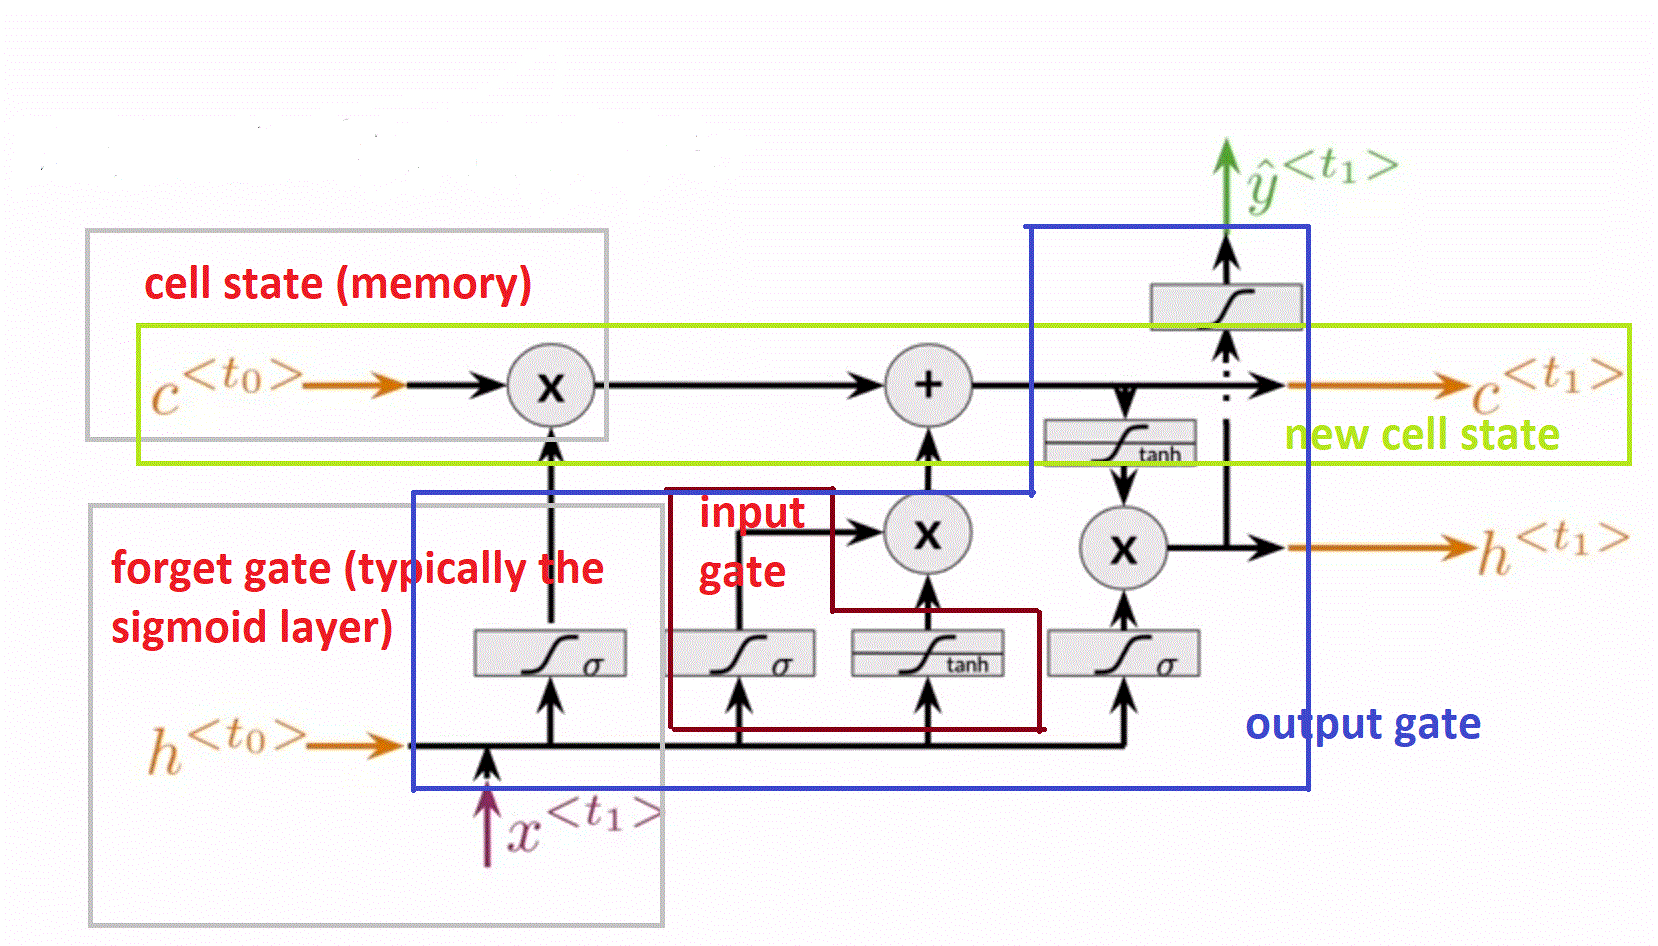 ŷ<t₁>
cell state (memory)
c<t₀>
x
+
c<t₁>
new cell state
tanh
input
gate
x
x
h<t₁>
forget gate (typically the
sigmoid layer)
σ
σ
tanh
σ
h<t₀>
output gate
x<t₁>